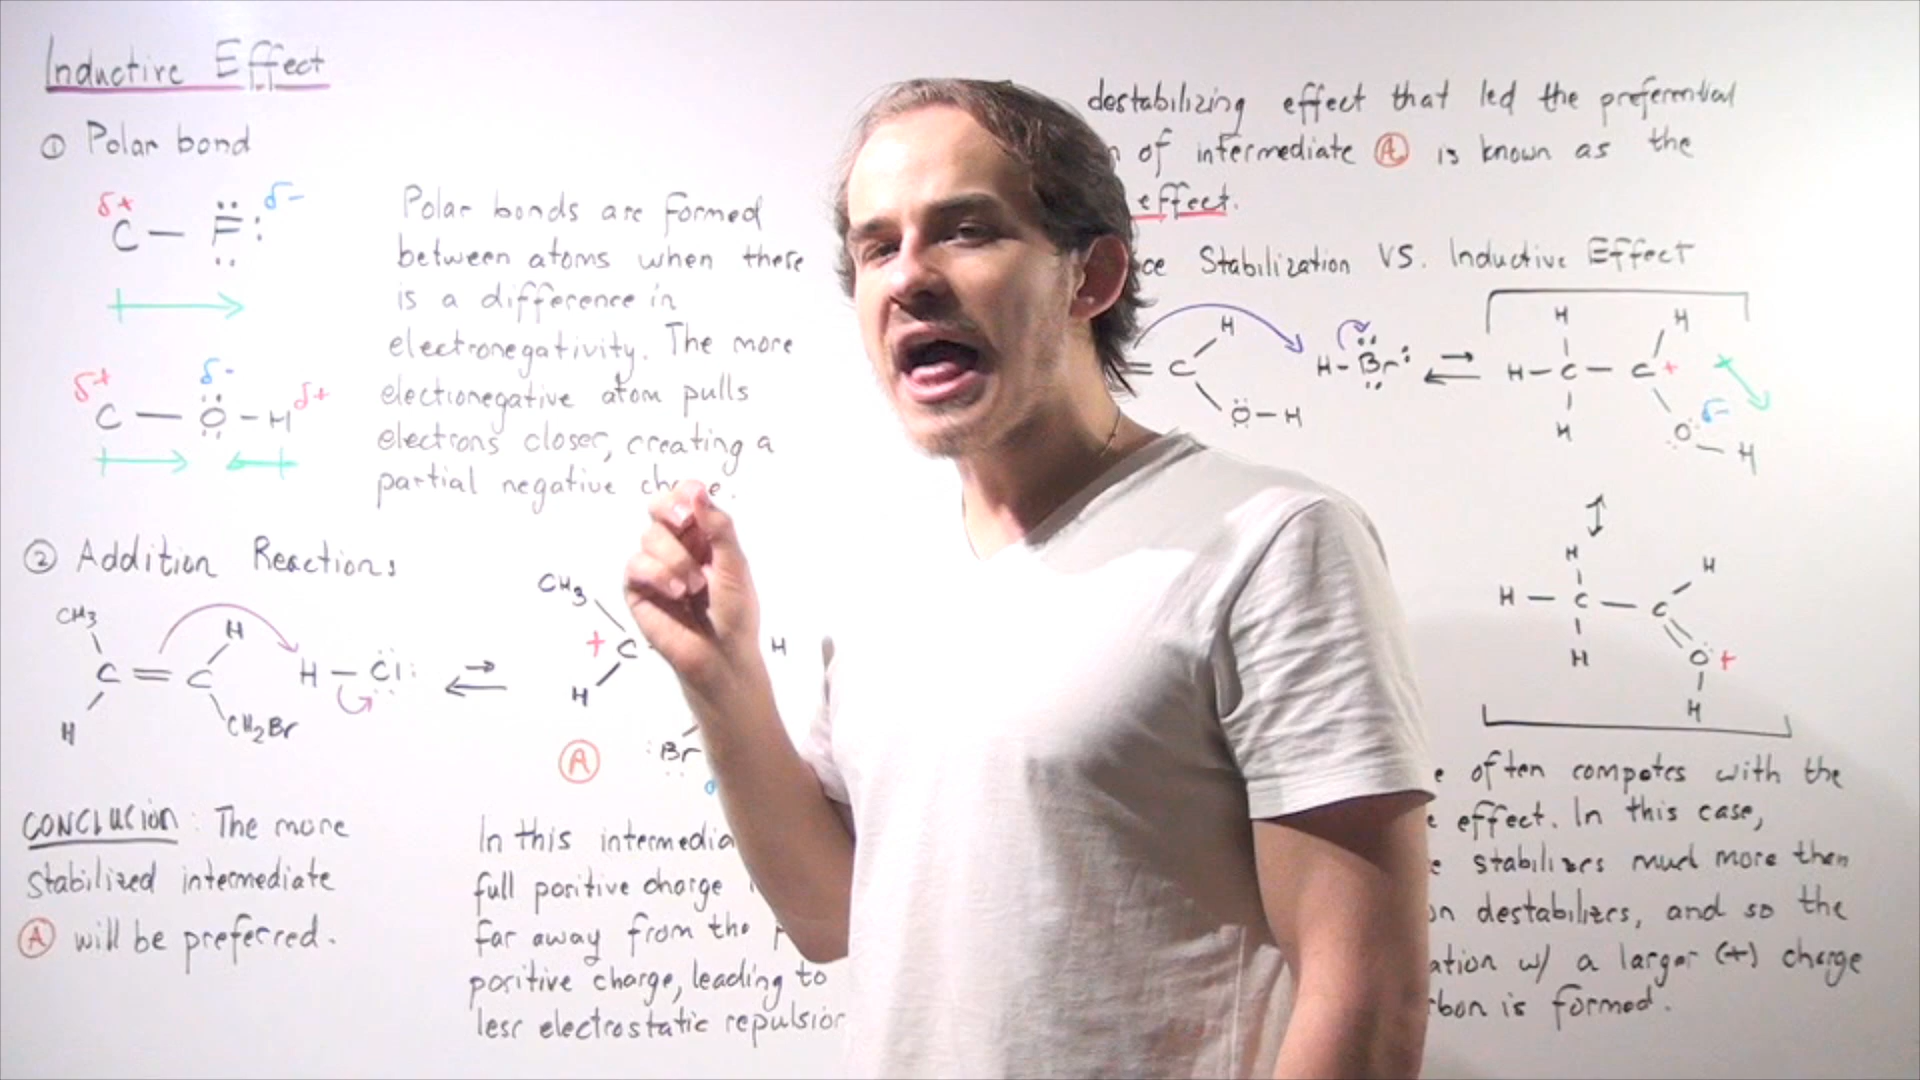 Inductive Effect
① Polar bond
δ+ C — F δ-
Polar bonds are formed
between atoms when there
is a difference in
electronegativity. The more
electronegative atom pulls
electrons closer, creating a
partial negative
δ+ C — O δ- — H δ+
② Addition Reactions
CH3
H
C = C
H — Cl
H
CH2Br
CH3
+ C
H
H
Ⓐ
Br
CONCLUCION: The more
stabilized intermediate
Ⓐ will be preferred.
In this
full positive charge
far away from the
positive charge, leading to
less electrostatic
destabilizing effect that led the preferential
of intermediate Ⓐ is known as the
effect.
Stabilization VS. Inductive Effect
H
= C
O — H
H — Br
H H
H — C — C +
H
O δ-
H
H H
H — C — C
H
O +
H
often competes with the
effect. In this case,
stabilizes much more than
destabilizes, and so the
w/ a larger (+) charge
is formed.